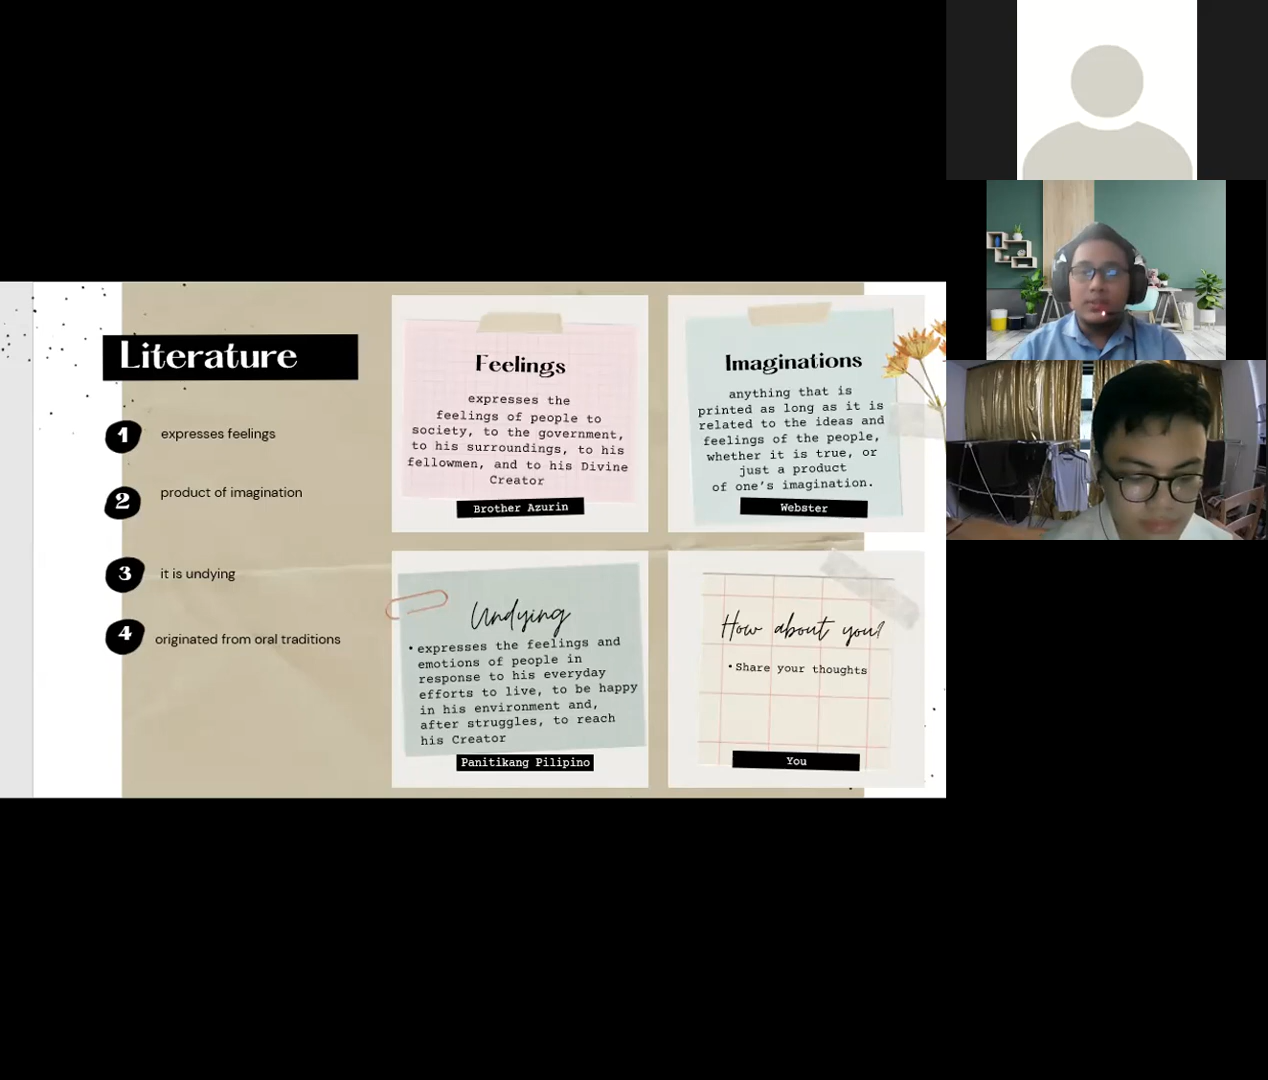 Literature
1 expresses feelings
2 product of imagination
3 it is undying
4 originated from oral traditions
Feelings
expresses the
feelings of people to
society, to the government,
to his surroundings, to his
fellowmen, and to his Divine
Creator
Brother Azurin
Imaginations
anything that is
printed as long as it is
related to the ideas and
feelings of the people,
whether it is true, or
just a product
of one's imagination.
Webster
Undying
• expresses the feelings and
emotions of people in
response to his everyday
efforts to live, to be happy
in his environment and,
after struggles, to reach
his Creator
Panitikang Pilipino
How about you?
• Share your thoughts
You